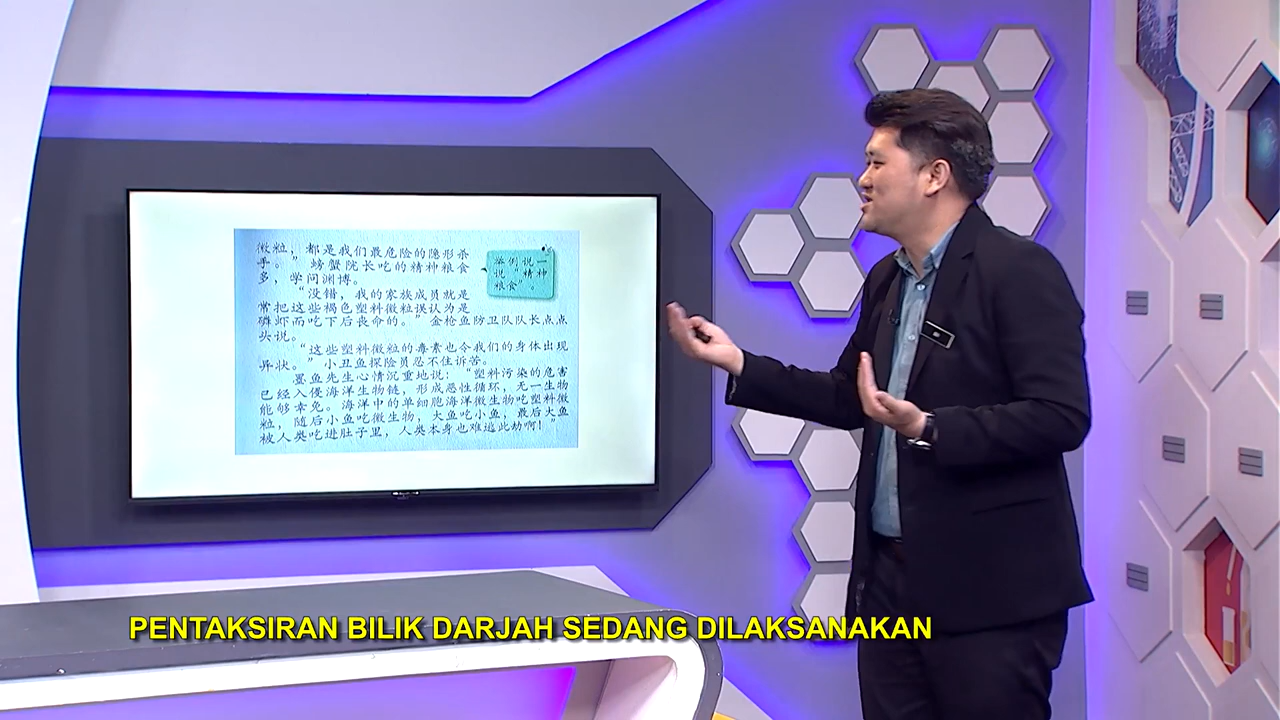 微粒，都是我们最危险的隐形杀
手。”螃蟹院长吃的精神粮食
多，学问渊博。
“没错，我的家族成员就是
常把这些褐色塑料微粒误认为是
磷虾而吃下后丧命的。”金枪鱼防卫队队长点点
头说。
“这些塑料微粒的毒素也令我们的身体出现
异状。”小丑鱼探险员忍不住诉苦。
翼鱼先生心情沉重地说：“塑料污染的危害
已经入侵海洋生物链，形成恶性循环，无一生物
能够幸免。海洋中的单细胞海洋微生物吃塑料微
粒，随后小鱼吃微生物，大鱼吃小鱼，最后大鱼
被人类吃进肚子里，人类本身也难逃此劫啊！”
举例说一
说“精神
粮食”
PENTAKSIRAN BILIK DARJAH SEDANG DILAKSANAKAN